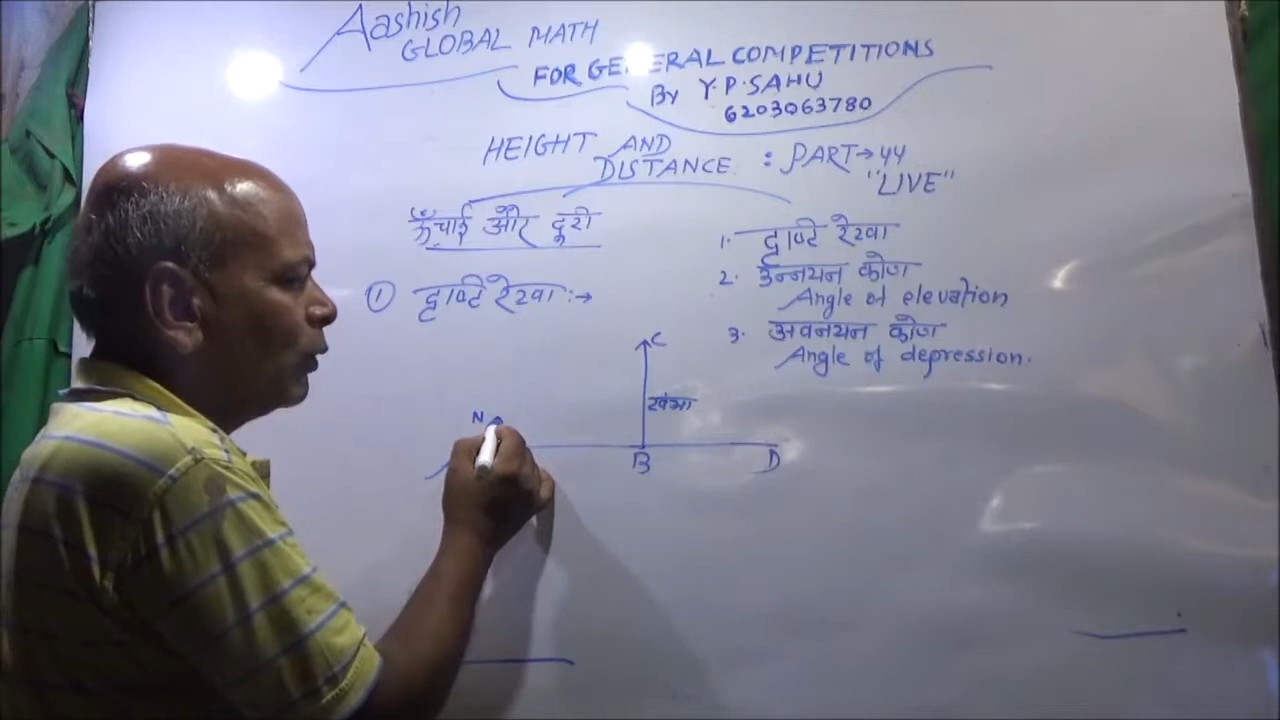 Aashish
GLOBAL MATH
FOR GENERAL COMPETITIONS
By Y.P.SAHU
6203063780
HEIGHT AND
DISTANCE : PART→44
"LIVE"
ऊँचाई और दूरी
① दृष्टि रेखा :→
1. दृष्टि रेखा
2. उन्नयन कोण
Angle of elevation
3. अवनयन कोण
Angle of depression.
C
खंभा
N
B
D